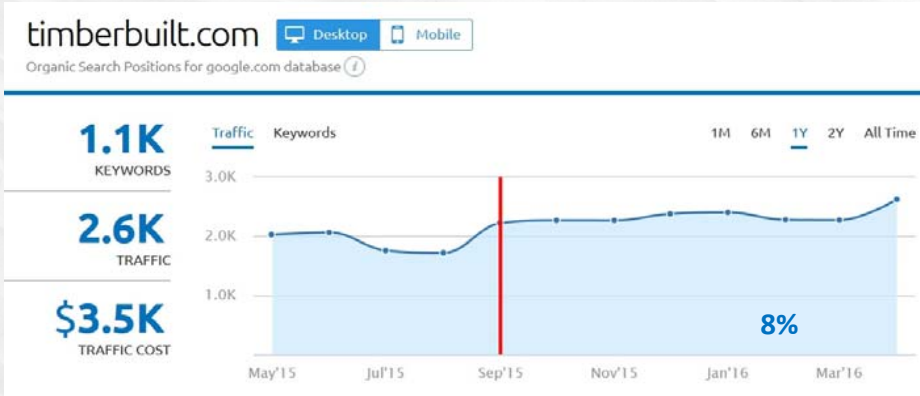 timberbuilt.com Desktop Mobile
Organic Search Positions for google.com database i
1.1K
KEYWORDS
2.6K
TRAFFIC
$3.5K
TRAFFIC COST
Traffic Keywords 1M 6M 1Y 2Y All Time
3.0K
2.0K
1.0K
8%
May'15 Jul'15 Sep'15 Nov'15 Jan'16 Mar'16